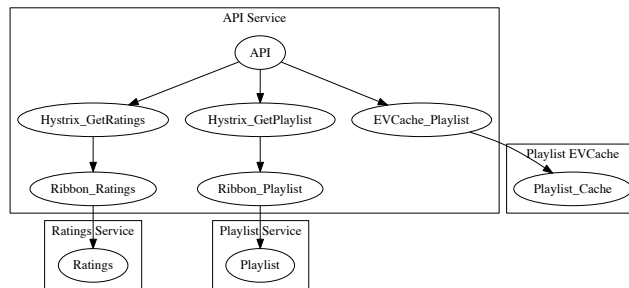 API Service
API
Hystrix_GetRatings
Hystrix_GetPlaylist
EVCache_Playlist
Playlist EVCache
Ribbon_Ratings
Ribbon_Playlist
Playlist_Cache
Ratings Service
Playlist Service
Ratings
Playlist